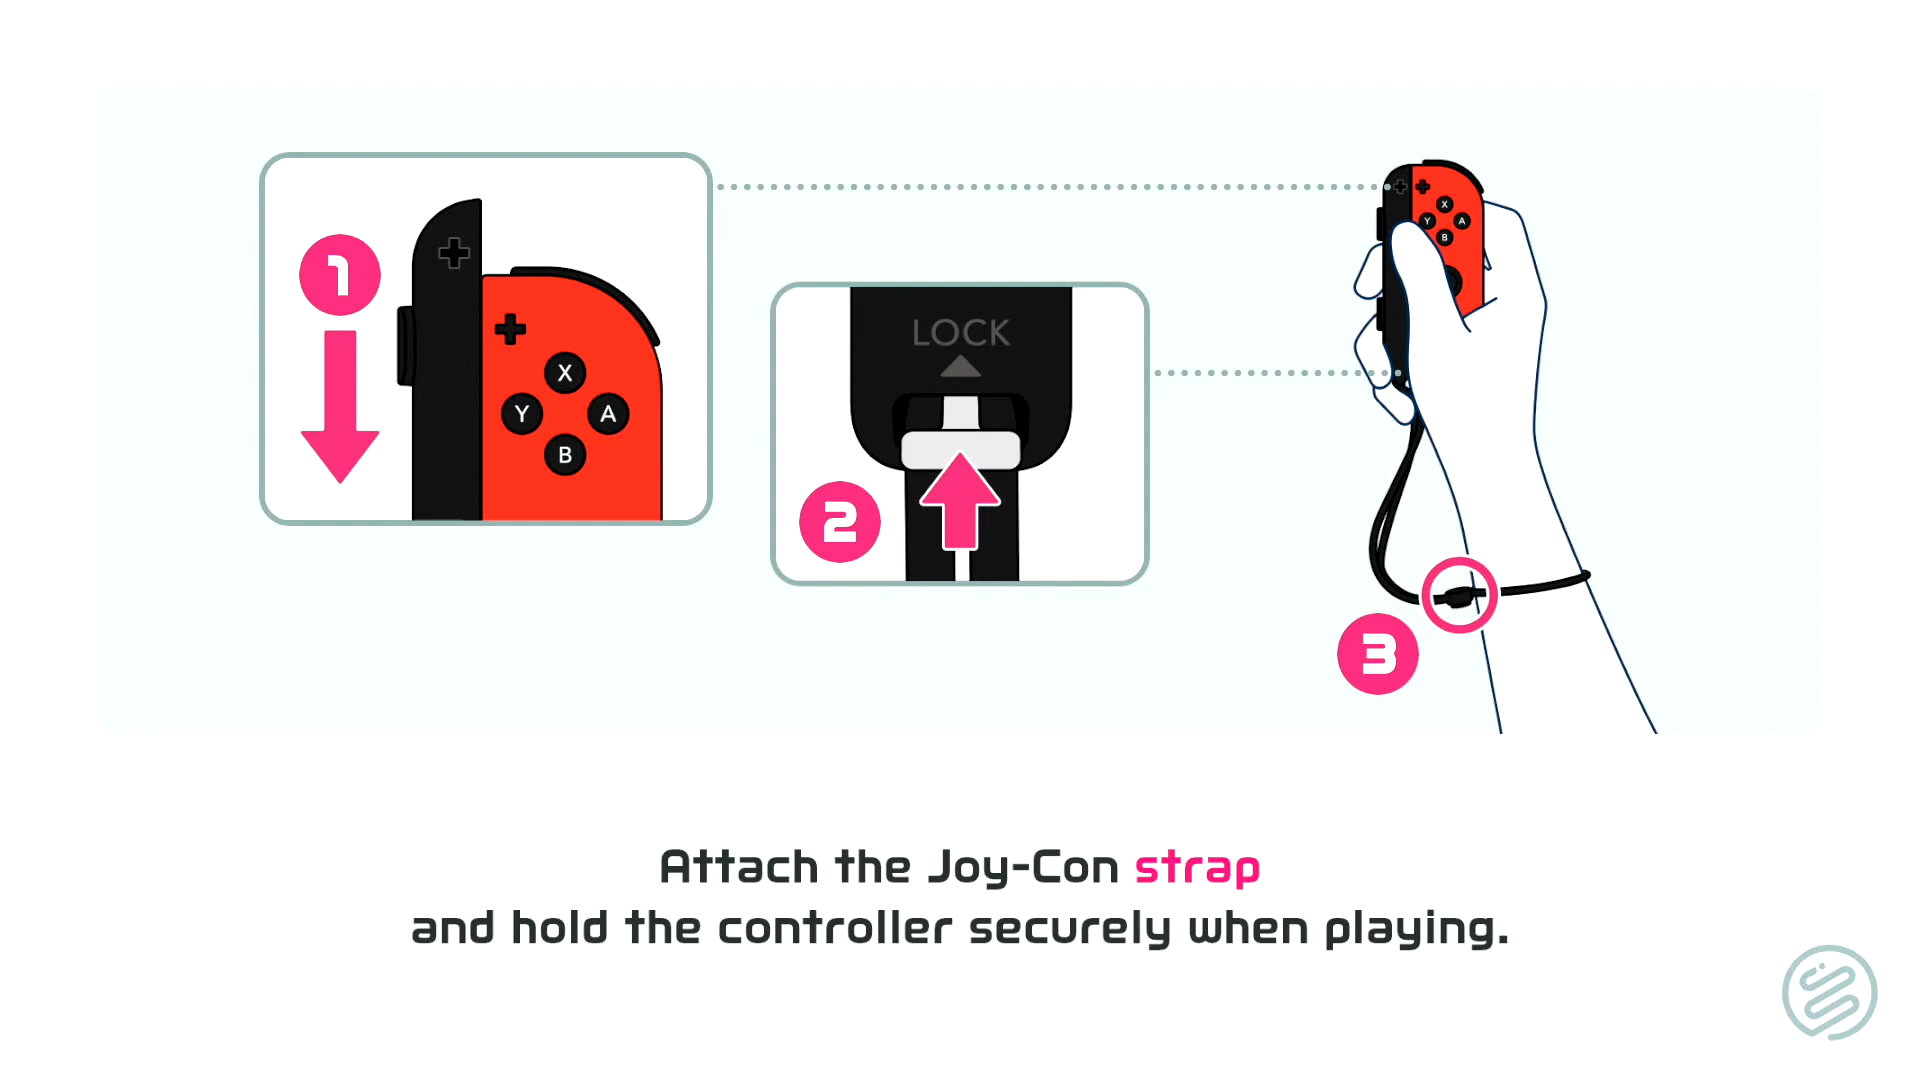 1
X
Y
A
B
LOCK
2
X
Y
A
B
3
Attach the Joy-Con strap
and hold the controller securely when playing.